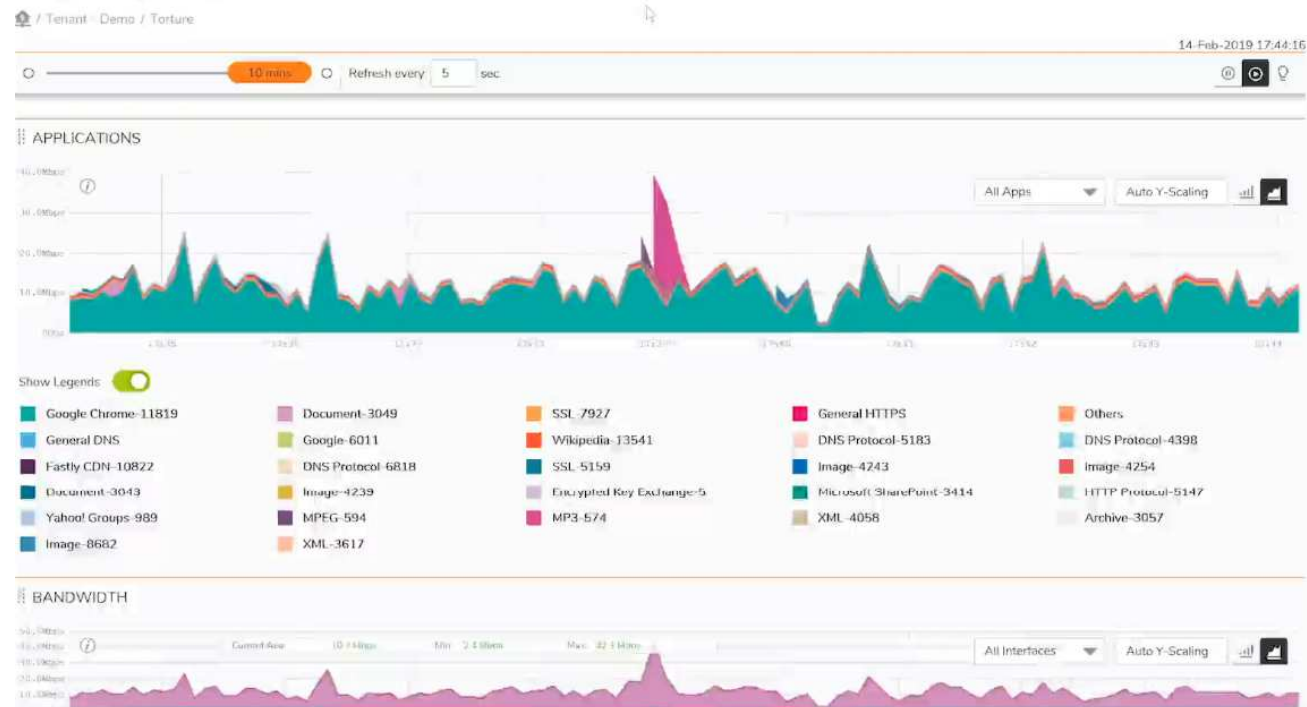 / Tenant - Demo / Torture
14-Feb-2019 17:44:16
10 mins Refresh every 5 sec
APPLICATIONS
All Apps Auto Y-Scaling
Show Legends
Google Chrome-11819 Document-3049 SSL-7927 General HTTPS Others
General DNS Google-6011 Wikipedia-13541 DNS Protocol-5183 DNS Protocol-4398
Fastly CDN-10822 DNS Protocol-6818 SSL-5159 Image-4243 Image-4254
Document-3043 Image-4239 Encrypted Key Exchange-5 Microsoft SharePoint-3414 HTTP Protocol-5147
Yahoo! Groups-989 MPEG-594 MP3-574 XML-4058 Archive-3057
Image-8682 XML-3617
BANDWIDTH
All Interfaces Auto Y-Scaling